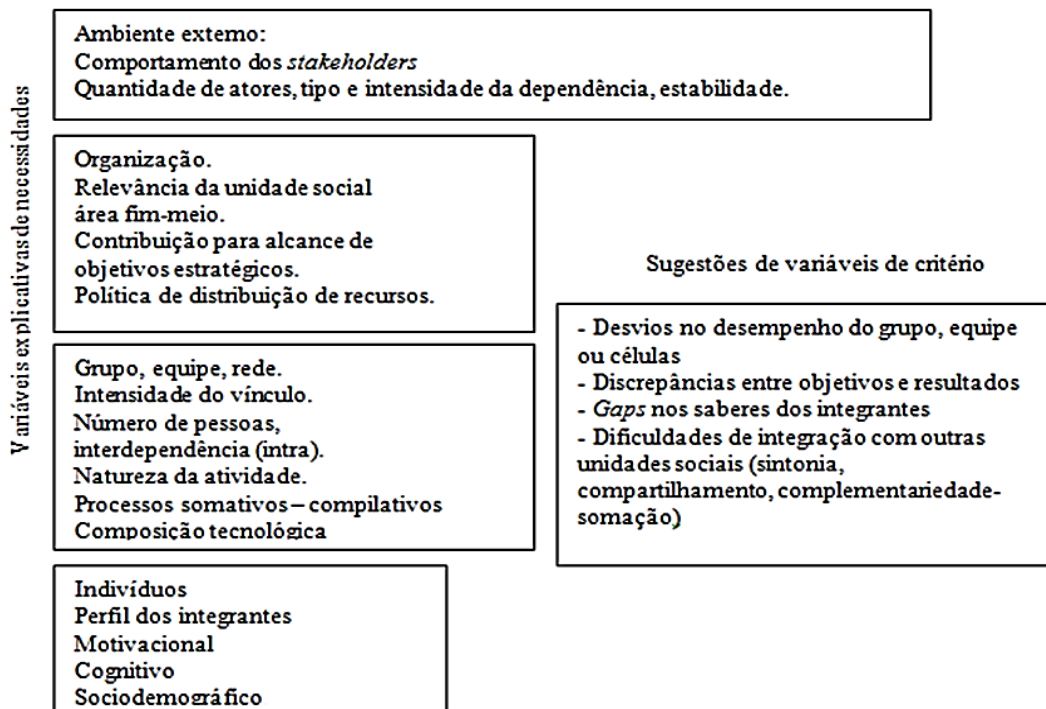 Variáveis explicativas de necessidades
Ambiente externo:
Comportamento dos stakeholders
Quantidade de atores, tipo e intensidade da dependência, estabilidade.
Organização.
Relevância da unidade social
área fim-meio.
Contribuição para alcance de
objetivos estratégicos.
Política de distribuição de recursos.
Grupo, equipe, rede.
Intensidade do vínculo.
Número de pessoas,
interdependência (intra).
Natureza da atividade.
Processos somativos – compilativos
Composição tecnológica
Indivíduos
Perfil dos integrantes
Motivacional
Cognitivo
Sociodemográfico
Sugestões de variáveis de critério
- Desvios no desempenho do grupo, equipe
ou células
- Discrepâncias entre objetivos e resultados
- Gaps nos saberes dos integrantes
- Dificuldades de integração com outras
unidades sociais (sintonia,
compartilhamento, complementariedade-
somação)